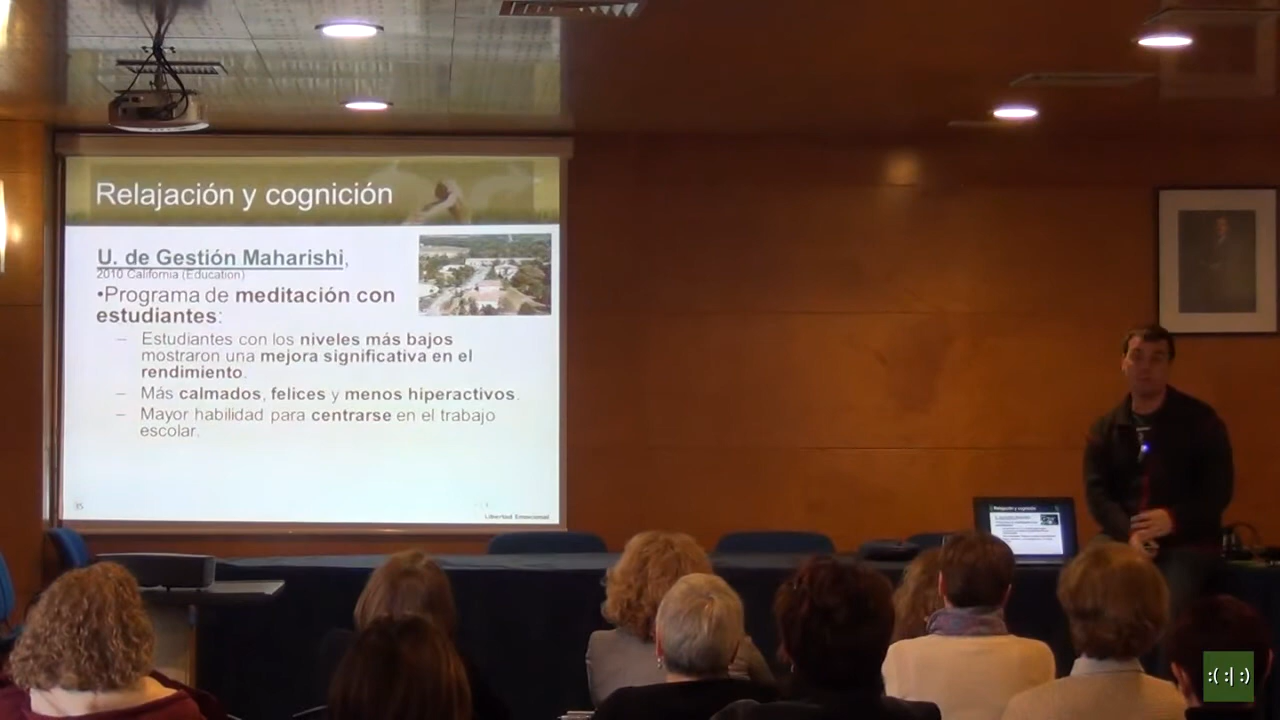 Relajación y cognición
U. de Gestión Maharishi,
2010 California (Education)
•Programa de meditación con
estudiantes:
– Estudiantes con los niveles más bajos
mostraron una mejora significativa en el
rendimiento.
– Más calmados, felices y menos hiperactivos.
– Mayor habilidad para centrarse en el trabajo
escolar.
Libertad Emocional
Relajación y cognición
:( :| :)